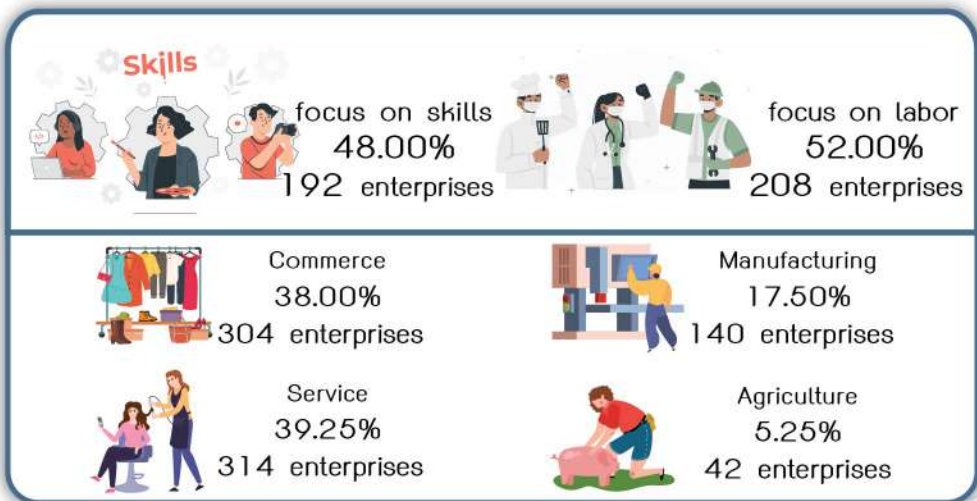 Skills
focus on skills
48.00%
192 enterprises
focus on labor
52.00%
208 enterprises
Commerce
38.00%
304 enterprises
Manufacturing
17.50%
140 enterprises
Service
39.25%
314 enterprises
Agriculture
5.25%
42 enterprises